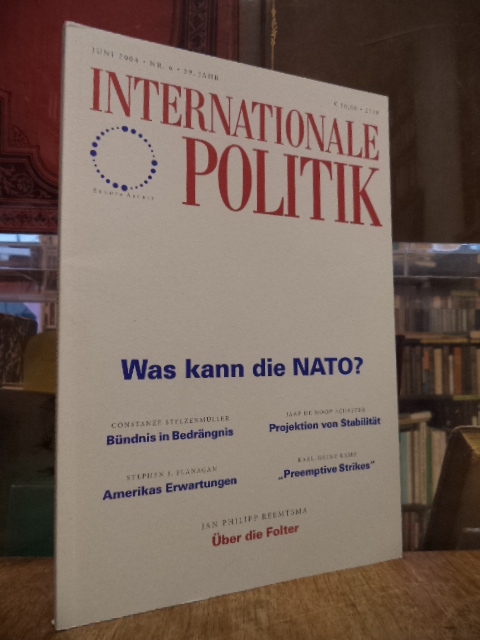 JUNI 2004 • NR. 6 • 59. JAHR
INTERNATIONALE
POLITIK
EUROPA ARCHIV
Was kann die NATO?
CONSTANZE STELZENMÜLLER
Bündnis in Bedrängnis
JAAP DE HOOP SCHEFFER
Projektion von Stabilität
STEPHEN J. FLANAGAN
Amerikas Erwartungen
KARL-HEINZ KAMP
„Preemptive Strikes“
JAN PHILIPP REEMTSMA
Über die Folter